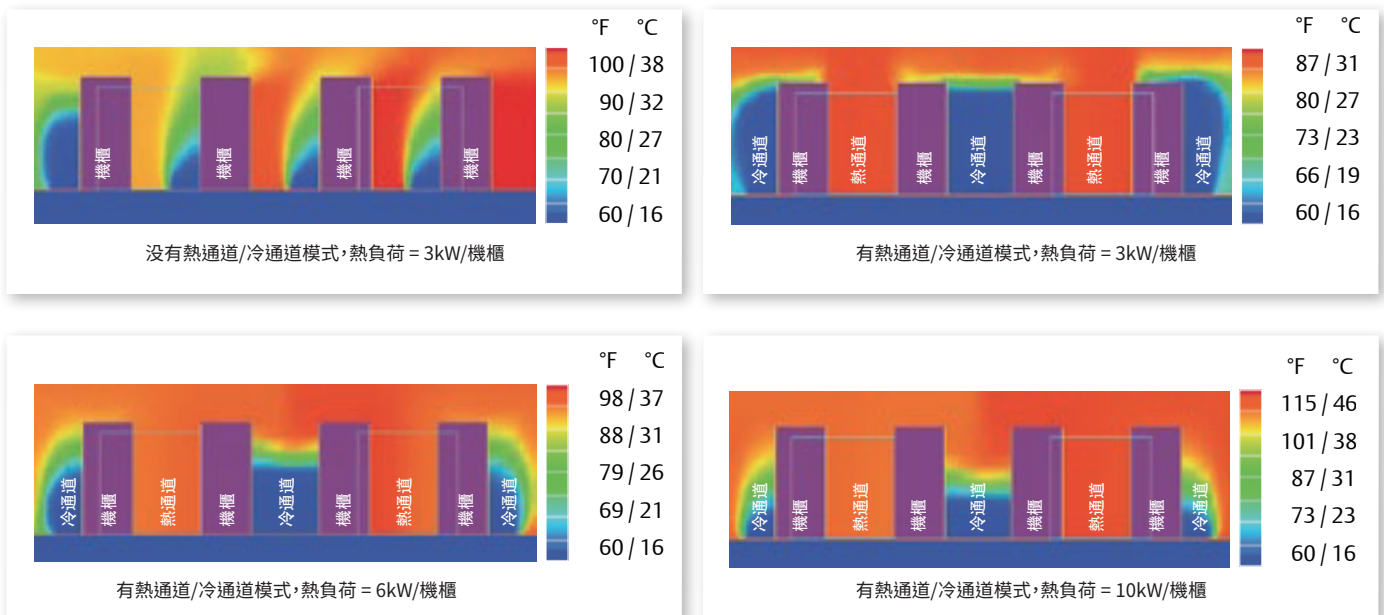 °F °C
100 / 38
90 / 32
80 / 27
70 / 21
60 / 16
機櫃
機櫃
機櫃
機櫃
没有熱通道/冷通道模式,熱負荷 = 3kW/機櫃
°F °C
87 / 31
80 / 27
73 / 23
66 / 19
60 / 16
冷通道
機櫃
熱通道
機櫃
冷通道
機櫃
熱通道
機櫃
冷通道
有熱通道/冷通道模式,熱負荷 = 3kW/機櫃
°F °C
98 / 37
88 / 31
79 / 26
69 / 21
60 / 16
冷通道
機櫃
熱通道
機櫃
冷通道
機櫃
熱通道
機櫃
冷通道
有熱通道/冷通道模式,熱負荷 = 6kW/機櫃
°F °C
115 / 46
101 / 38
87 / 31
73 / 23
60 / 16
冷通道
機櫃
熱通道
機櫃
冷通道
機櫃
熱通道
機櫃
冷通道
有熱通道/冷通道模式,熱負荷 = 10kW/機櫃